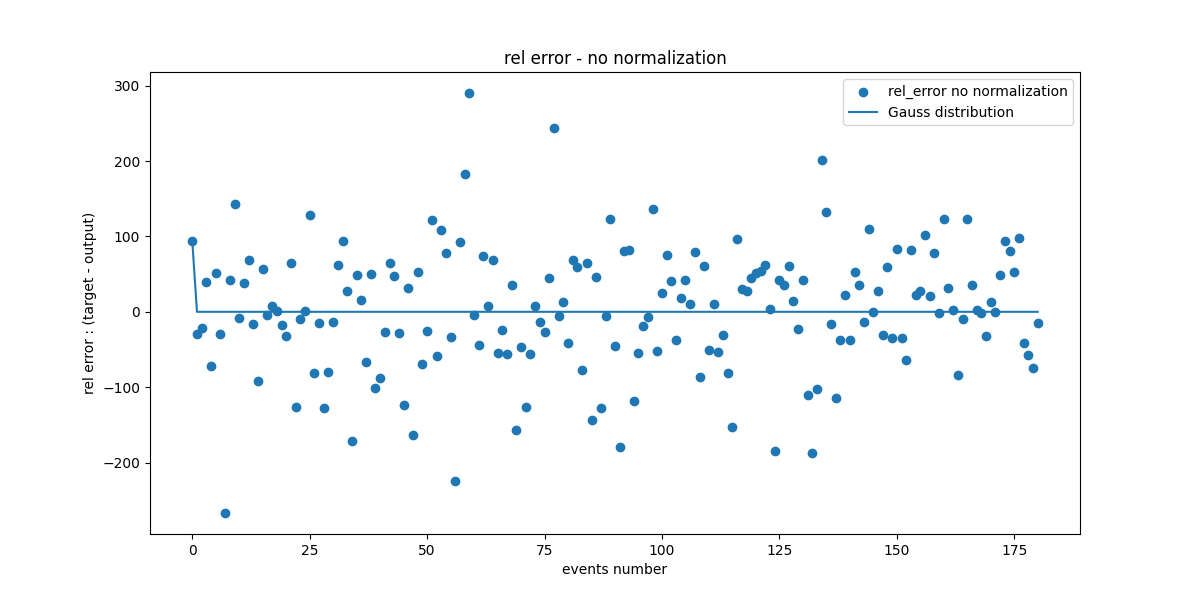 rel error - no normalization
rel_error no normalization
Gauss distribution
rel error : (target - output)
300
200
100
0
−100
−200
0
25
50
75
100
125
150
175
events number